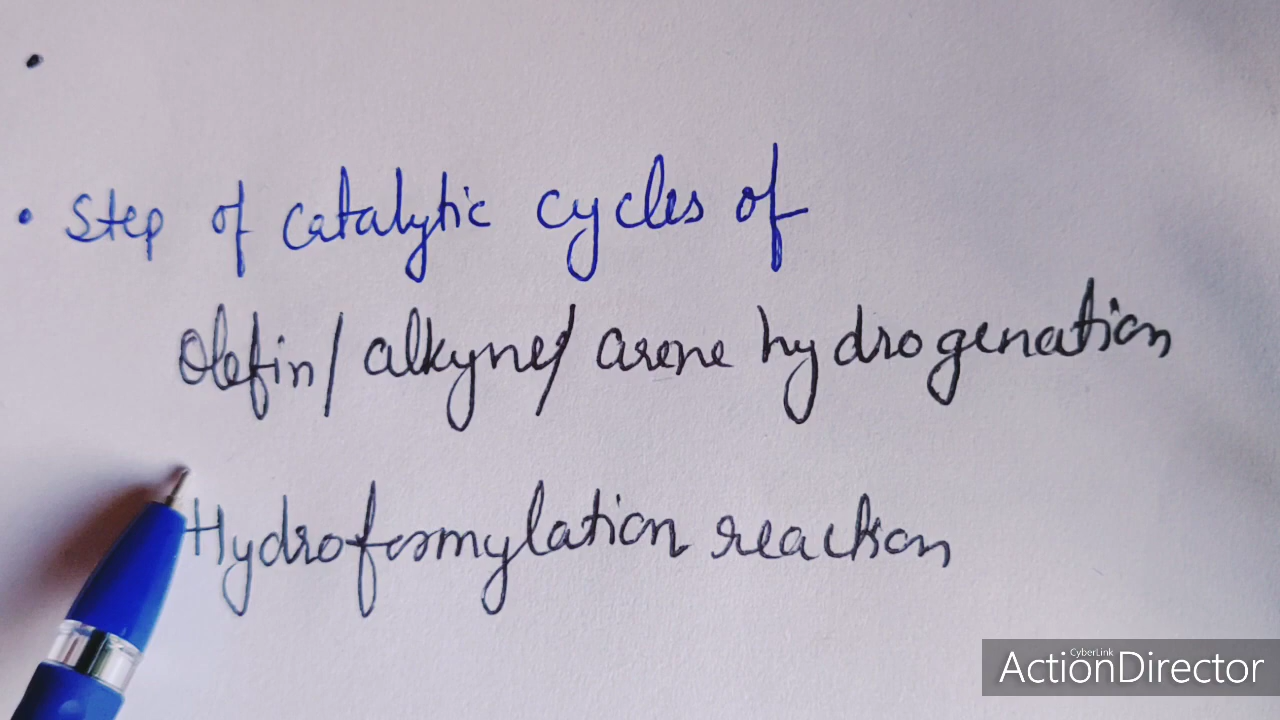 • Step of catalytic cycles of
Olefin/ alkyne/ arene hydrogenation
Hydroformylation reaction
CyberLink
ActionDirector